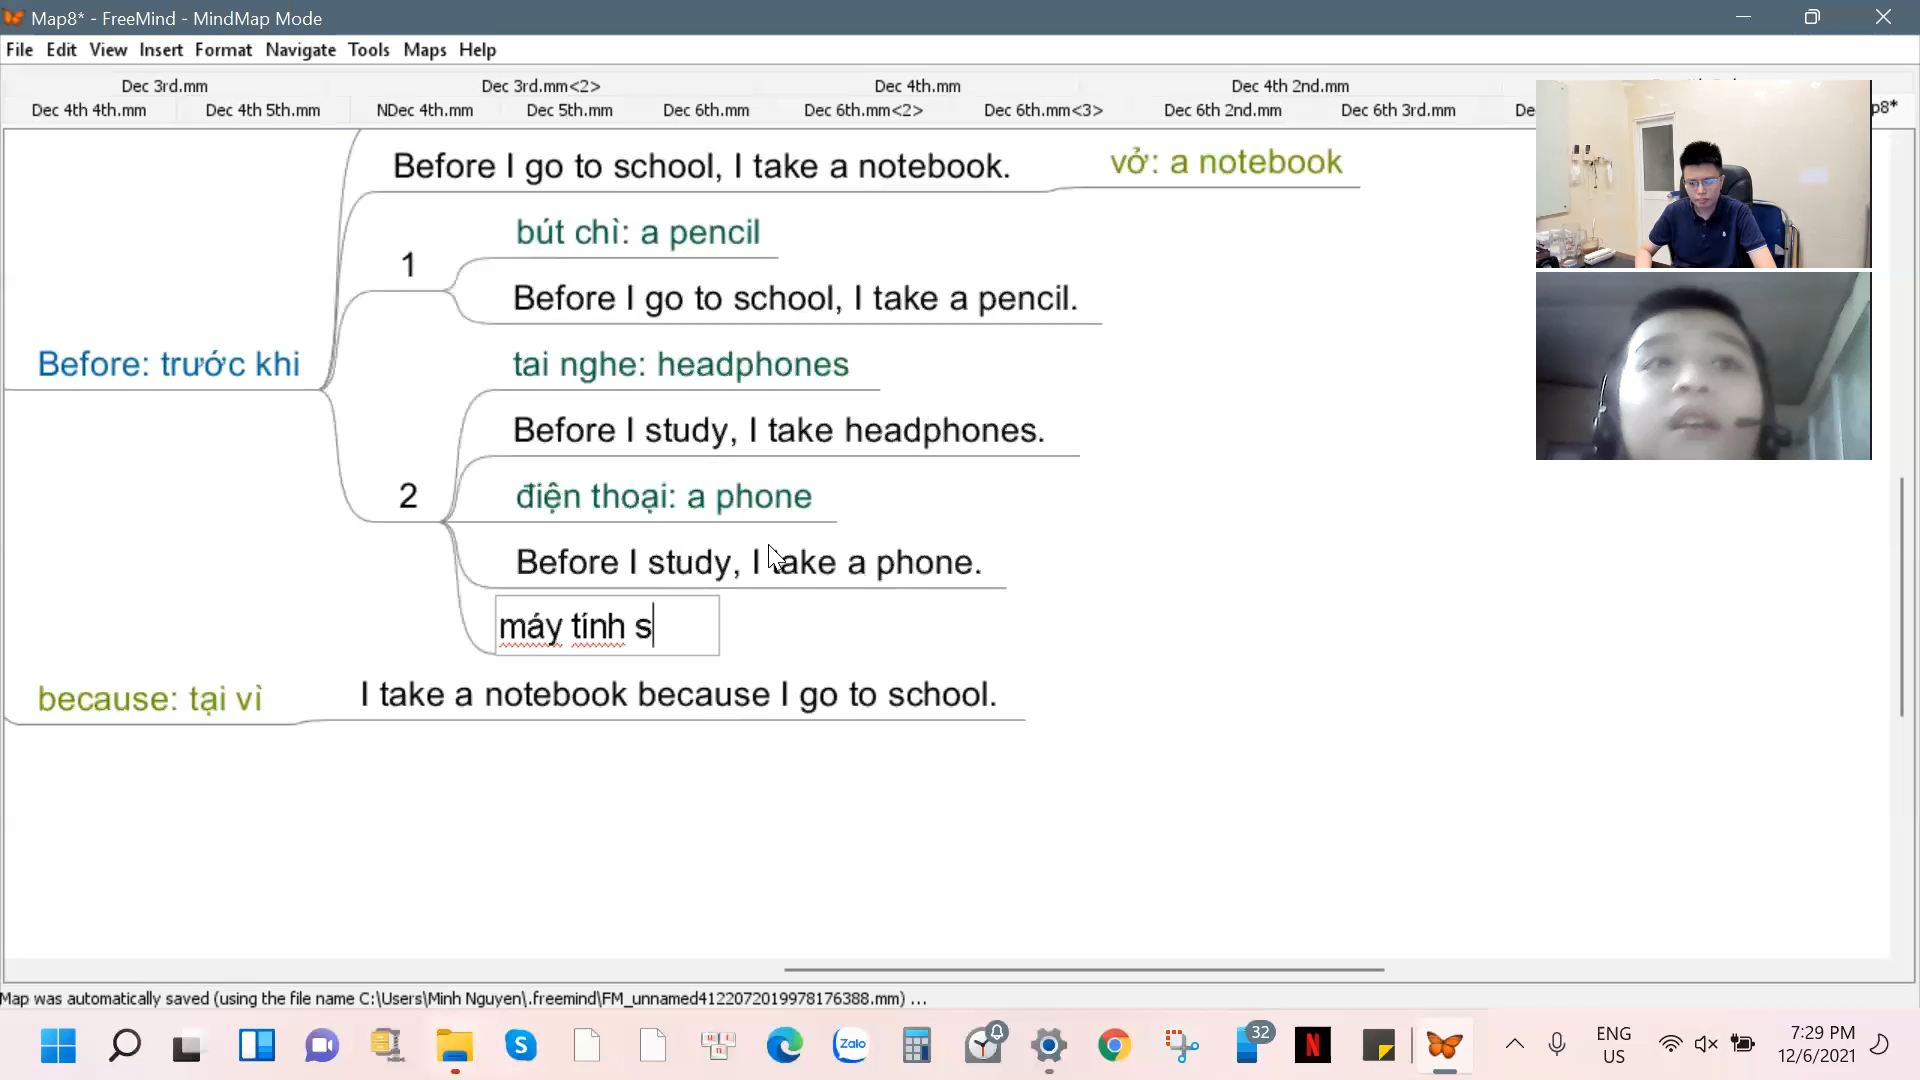 Map8* - FreeMind - MindMap Mode
File Edit View Insert Format Navigate Tools Maps Help
Dec 3rd.mm Dec 3rd.mm<2> Dec 4th.mm Dec 4th 2nd.mm
Dec 4th 4th.mm Dec 4th 5th.mm NDec 4th.mm Dec 5th.mm Dec 6th.mm Dec 6th.mm<2> Dec 6th.mm<3> Dec 6th 2nd.mm Dec 6th 3rd.mm De p8*
Before I go to school, I take a notebook. vở: a notebook
bút chì: a pencil
1
Before I go to school, I take a pencil.
Before: trước khi
tai nghe: headphones
Before I study, I take headphones.
2
điện thoại: a phone
Before I study, I take a phone.
máy tính s
because: tại vì I take a notebook because I go to school.
Map was automatically saved (using the file name C:\Users\Minh Nguyen\.freemind\FM_unnamed4122072019978176388.mm) ...
Zalo
32
ENG
US
7:29 PM
12/6/2021